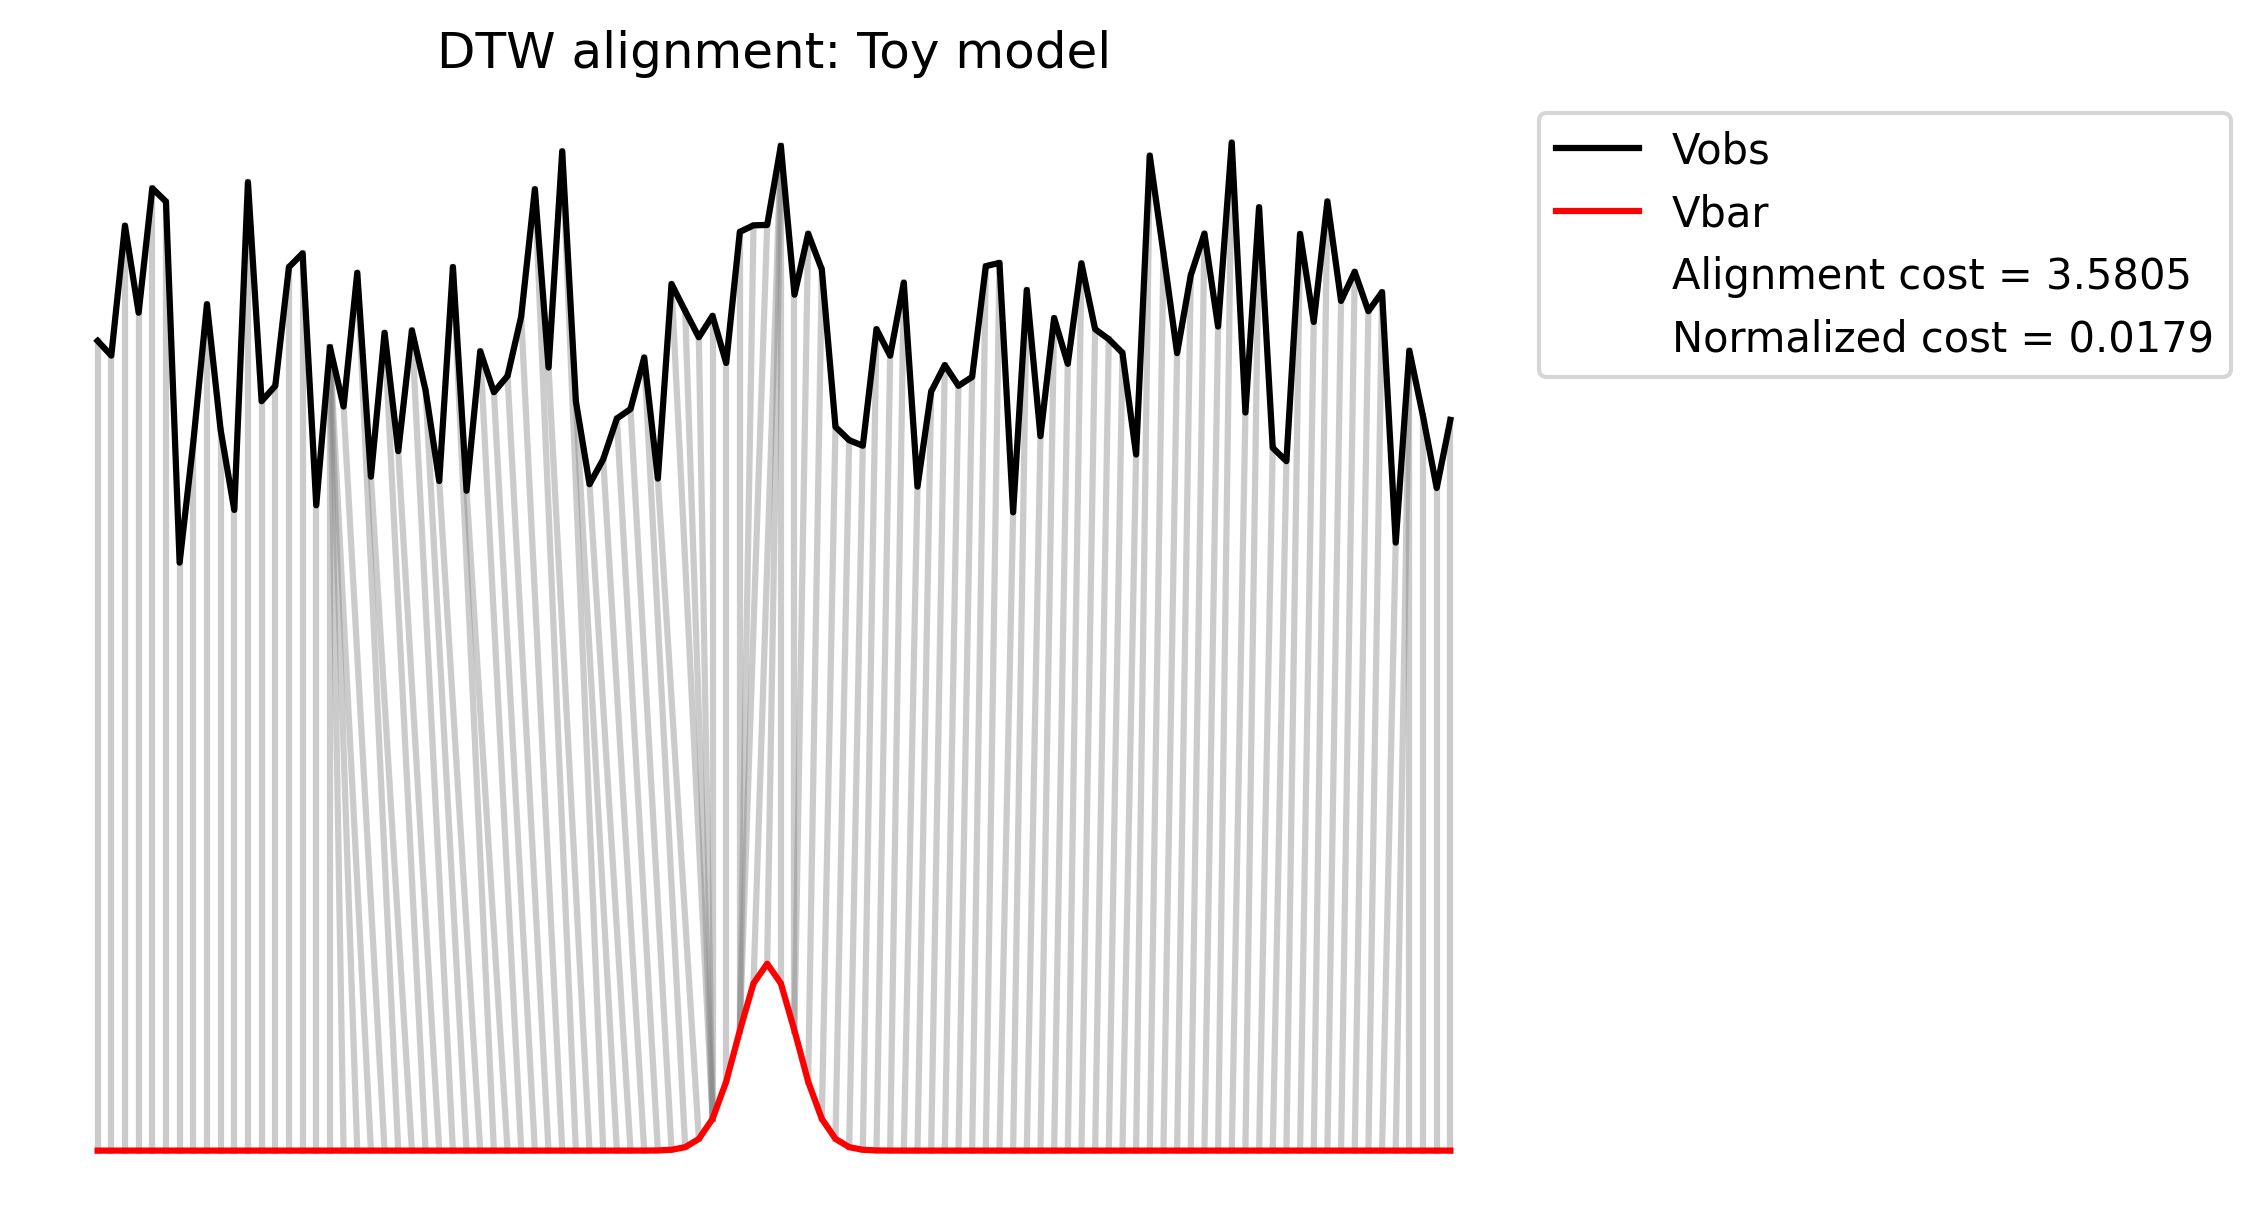 DTW alignment: Toy model
Vobs
Vbar
Alignment cost = 3.5805
Normalized cost = 0.0179